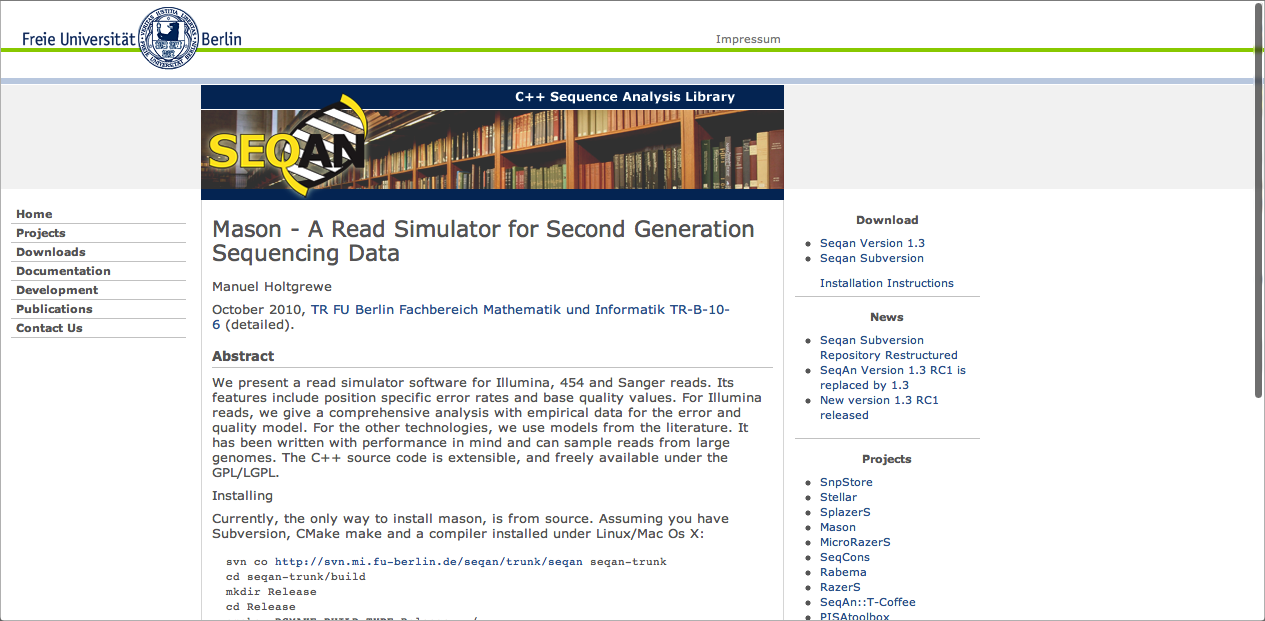 Freie Universität Berlin
Impressum
C++ Sequence Analysis Library
SEQAN
Home
Projects
Downloads
Documentation
Development
Publications
Contact Us
Mason - A Read Simulator for Second Generation
Sequencing Data
Manuel Holtgrewe
October 2010, TR FU Berlin Fachbereich Mathematik und Informatik TR-B-10-
6 (detailed).
Abstract
We present a read simulator software for Illumina, 454 and Sanger reads. Its
features include position specific error rates and base quality values. For Illumina
reads, we give a comprehensive analysis with empirical data for the error and
quality model. For the other technologies, we use models from the literature. It
has been written with performance in mind and can sample reads from large
genomes. The C++ source code is extensible, and freely available under the
GPL/LGPL.
Installing
Currently, the only way to install mason, is from source. Assuming you have
Subversion, CMake make and a compiler installed under Linux/Mac Os X:
svn co http://svn.mi.fu-berlin.de/seqan/trunk/seqan seqan-trunk
cd seqan-trunk/build
mkdir Release
cd Release
Download
Seqan Version 1.3
Seqan Subversion
Installation Instructions
News
Seqan Subversion
Repository Restructured
SeqAn Version 1.3 RC1 is
replaced by 1.3
New version 1.3 RC1
released
Projects
SnpStore
Stellar
SplazerS
Mason
MicroRazerS
SeqCons
Rabema
RazerS
SeqAn::T-Coffee
PISAtoolbox